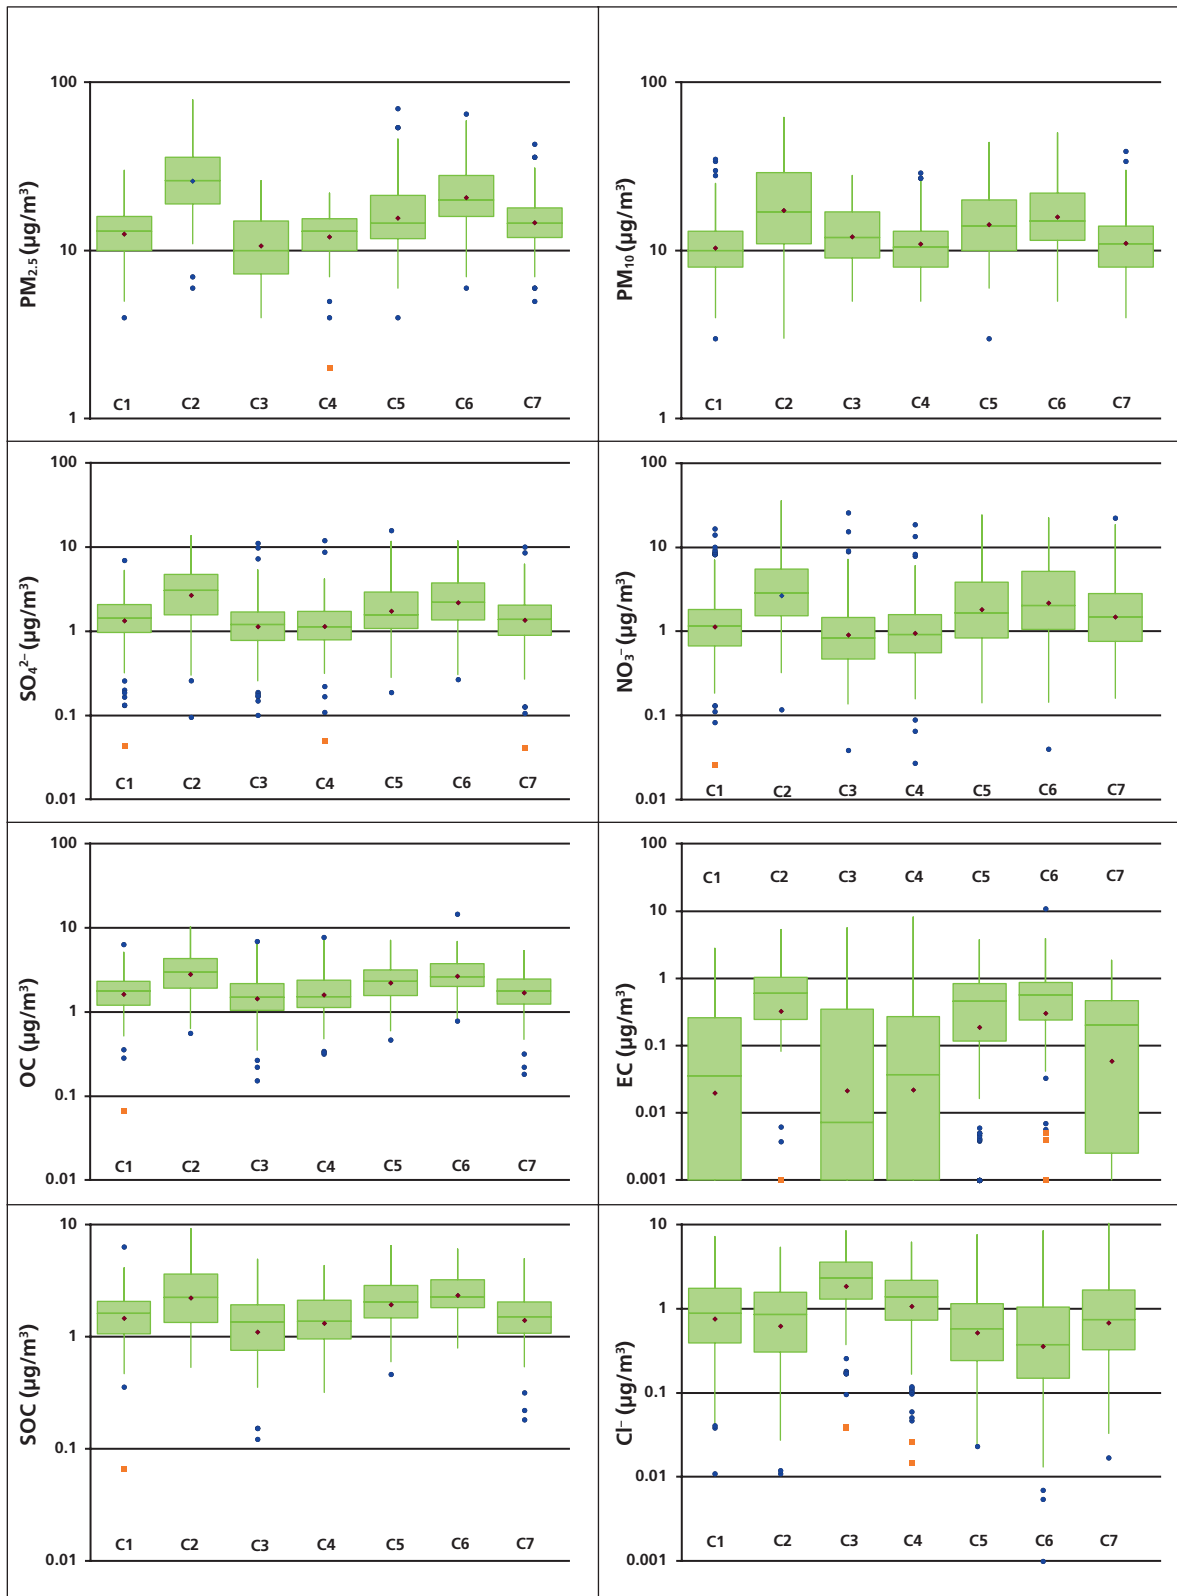 100
10
1
PM2.5 (µg/m³)
C1 C2 C3 C4 C5 C6 C7
100
10
1
PM10 (µg/m³)
C1 C2 C3 C4 C5 C6 C7
100
10
1
0.1
0.01
SO4²⁻ (µg/m³)
C1 C2 C3 C4 C5 C6 C7
100
10
1
0.1
0.01
NO3⁻ (µg/m³)
C1 C2 C3 C4 C5 C6 C7
100
10
1
0.1
0.01
OC (µg/m³)
C1 C2 C3 C4 C5 C6 C7
100
10
1
0.1
0.01
0.001
EC (µg/m³)
C1 C2 C3 C4 C5 C6 C7
10
1
0.1
0.01
SOC (µg/m³)
C1 C2 C3 C4 C5 C6 C7
10
1
0.1
0.01
0.001
Cl⁻ (µg/m³)
C1 C2 C3 C4 C5 C6 C7